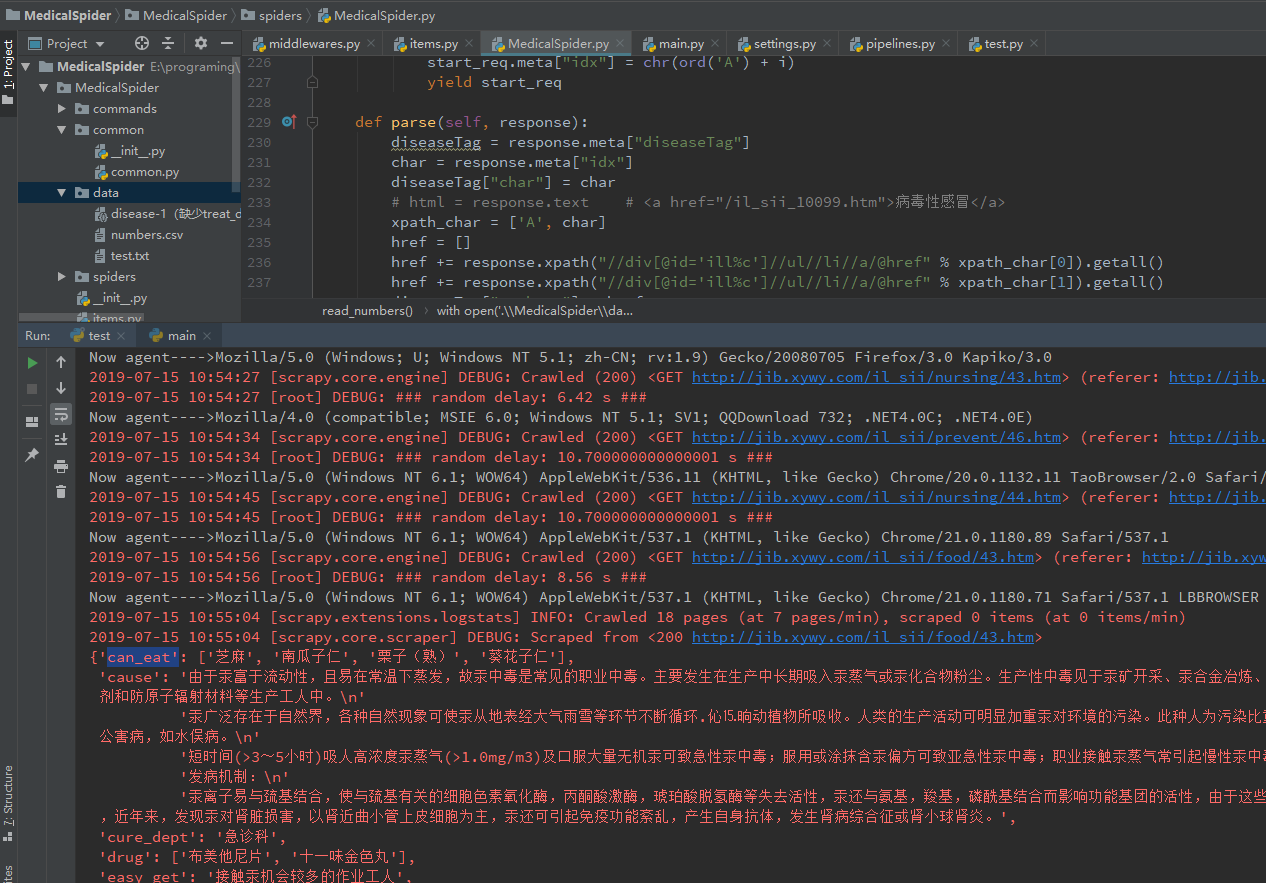 MedicalSpider MedicalSpider spiders MedicalSpider.py
Project middlewares.py items.py MedicalSpider.py main.py settings.py pipelines.py test.py
1: Project
MedicalSpider E:\programing\
MedicalSpider
commands
common
__init__.py
common.py
data
disease-1（缺少treat_d
numbers.csv
test.txt
spiders
__init__.py
items.py
226 start_req.meta["idx"] = chr(ord('A') + i)
227 yield start_req
228
229 def parse(self, response):
230 diseaseTag = response.meta["diseaseTag"]
231 char = response.meta["idx"]
232 diseaseTag["char"] = char
233 # html = response.text # <a href="/il_sii_10099.htm">病毒性感冒</a>
234 xpath_char = ['A', char]
235 href = []
236 href += response.xpath("//div[@id='ill%c']//ul//li//a/@href" % xpath_char[0]).getall()
237 href += response.xpath("//div[@id='ill%c']//ul//li//a/@href" % xpath_char[1]).getall()
read_numbers() with open('.\\MedicalSpider\\da...
Run: test main
Now agent---->Mozilla/5.0 (Windows; U; Windows NT 5.1; zh-CN; rv:1.9) Gecko/20080705 Firefox/3.0 Kapiko/3.0
2019-07-15 10:54:27 [scrapy.core.engine] DEBUG: Crawled (200) <GET http://jib.xywy.com/il_sii/nursing/43.htm> (referer: http://jib.
2019-07-15 10:54:27 [root] DEBUG: ### random delay: 6.42 s ###
Now agent---->Mozilla/4.0 (compatible; MSIE 6.0; Windows NT 5.1; SV1; QQDownload 732; .NET4.0C; .NET4.0E)
2019-07-15 10:54:34 [scrapy.core.engine] DEBUG: Crawled (200) <GET http://jib.xywy.com/il_sii/prevent/46.htm> (referer: http://jib.
2019-07-15 10:54:34 [root] DEBUG: ### random delay: 10.700000000000001 s ###
Now agent---->Mozilla/5.0 (Windows NT 6.1; WOW64) AppleWebKit/536.11 (KHTML, like Gecko) Chrome/20.0.1132.11 TaoBrowser/2.0 Safari/
2019-07-15 10:54:45 [scrapy.core.engine] DEBUG: Crawled (200) <GET http://jib.xywy.com/il_sii/nursing/44.htm> (referer: http://jib.
2019-07-15 10:54:45 [root] DEBUG: ### random delay: 10.700000000000001 s ###
Now agent---->Mozilla/5.0 (Windows NT 6.1; WOW64) AppleWebKit/537.1 (KHTML, like Gecko) Chrome/21.0.1180.89 Safari/537.1
2019-07-15 10:54:56 [scrapy.core.engine] DEBUG: Crawled (200) <GET http://jib.xywy.com/il_sii/food/43.htm> (referer: http://jib.xyw
2019-07-15 10:54:56 [root] DEBUG: ### random delay: 8.56 s ###
Now agent---->Mozilla/5.0 (Windows NT 6.1; WOW64) AppleWebKit/537.1 (KHTML, like Gecko) Chrome/21.0.1180.71 Safari/537.1 LBBROWSER
2019-07-15 10:55:04 [scrapy.extensions.logstats] INFO: Crawled 18 pages (at 7 pages/min), scraped 0 items (at 0 items/min)
2019-07-15 10:55:04 [scrapy.core.scraper] DEBUG: Scraped from <200 http://jib.xywy.com/il_sii/food/43.htm>
{'can_eat': ['芝麻', '南瓜子仁', '栗子（熟）', '葵花子仁'],
'cause': '由于汞富于流动性，且易在常温下蒸发，故汞中毒是常见的职业中毒。主要发生在生产中长期吸入汞蒸气或汞化合物粉尘。生产性中毒见于汞矿开采、汞合金冶炼、
剂和防原子辐射材料等生产工人中。\n'
'汞广泛存在于自然界，各种自然现象可使汞从地表经大气雨雪等环节不断循环.伈⒖晌动植物所吸收。人类的生产活动可明显加重汞对环境的污染。此种人为污染比重
公害病，如水俣病。\n'
'短时间(>3～5小时)吸人高浓度汞蒸气(>1.0mg/m3)及口服大量无机汞可致急性汞中毒；服用或涂抹含汞偏方可致亚急性汞中毒；职业接触汞蒸气常引起慢性汞中毒
'发病机制：\n'
'汞离子易与巯基结合，使与巯基有关的细胞色素氧化酶，丙酮酸激酶，琥珀酸脱氢酶等失去活性，汞还与氨基，羧基，磷酰基结合而影响功能基团的活性，由于这些
，近年来，发现汞对肾脏损害，以肾近曲小管上皮细胞为主，汞还可引起免疫功能紊乱，产生自身抗体，发生肾病综合征或肾小球肾炎。',
'cure_dept': '急诊科',
'drug': ['布美他尼片', '十一味金色丸'],
'easy_get': '接触汞机会较多的作业工人',
7: Structure